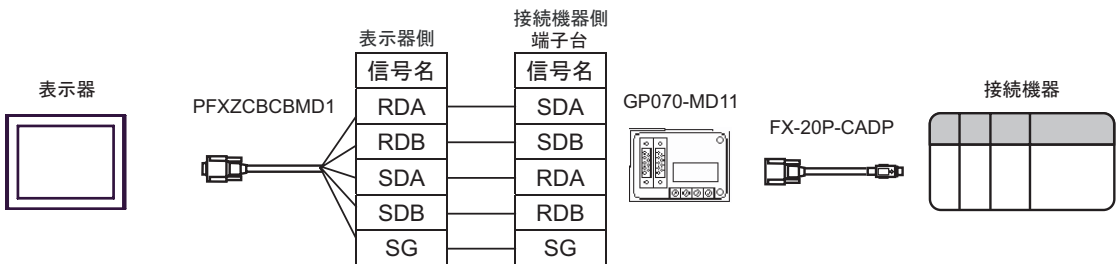 表示器
PFXZCBCBMD1
表示器側
信号名
RDA
RDB
SDA
SDB
SG
接続機器側
端子台
信号名
SDA
SDB
RDA
RDB
SG
GP070-MD11
FX-20P-CADP
接続機器